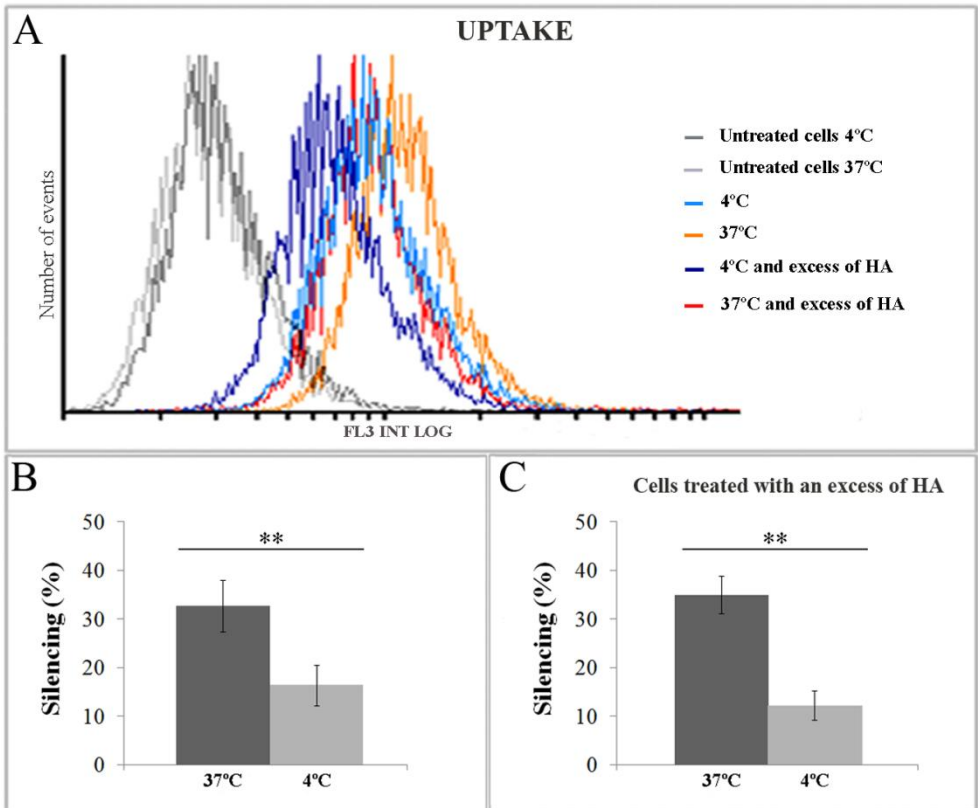 A
UPTAKE
Number of events
FL3 INT LOG
Untreated cells 4ºC
Untreated cells 37ºC
4ºC
37ºC
4ºC and excess of HA
37ºC and excess of HA
B
Silencing (%)
50
40
30
20
10
0
**
37ºC 4ºC
C
Cells treated with an excess of HA
Silencing (%)
50
40
30
20
10
0
**
37ºC 4ºC